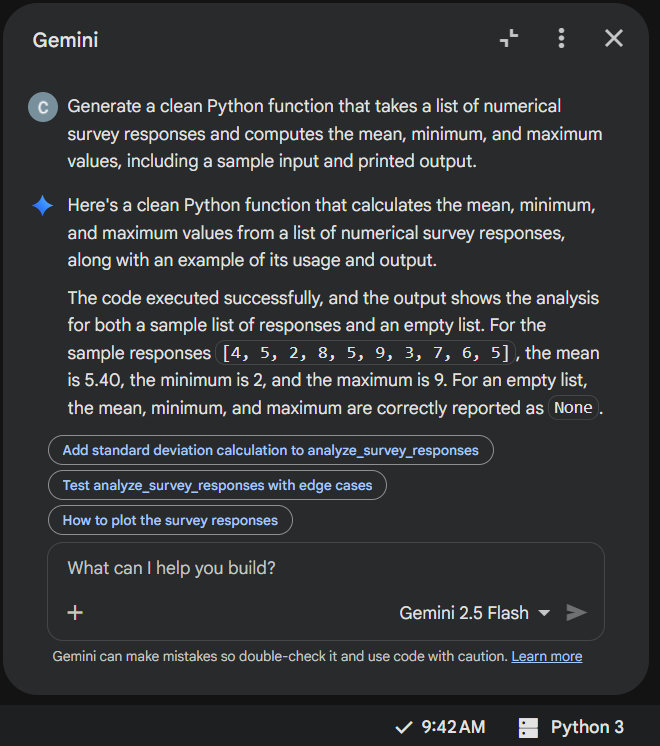 Gemini
C
Generate a clean Python function that takes a list of numerical
survey responses and computes the mean, minimum, and maximum
values, including a sample input and printed output.
Here's a clean Python function that calculates the mean, minimum,
and maximum values from a list of numerical survey responses,
along with an example of its usage and output.
The code executed successfully, and the output shows the analysis
for both a sample list of responses and an empty list. For the
sample responses [4, 5, 2, 8, 5, 9, 3, 7, 6, 5], the mean
is 5.40, the minimum is 2, and the maximum is 9. For an empty list,
the mean, minimum, and maximum are correctly reported as None.
Add standard deviation calculation to analyze_survey_responses
Test analyze_survey_responses with edge cases
How to plot the survey responses
What can I help you build?
Gemini 2.5 Flash
Gemini can make mistakes so double-check it and use code with caution. Learn more
9:42 AM Python 3